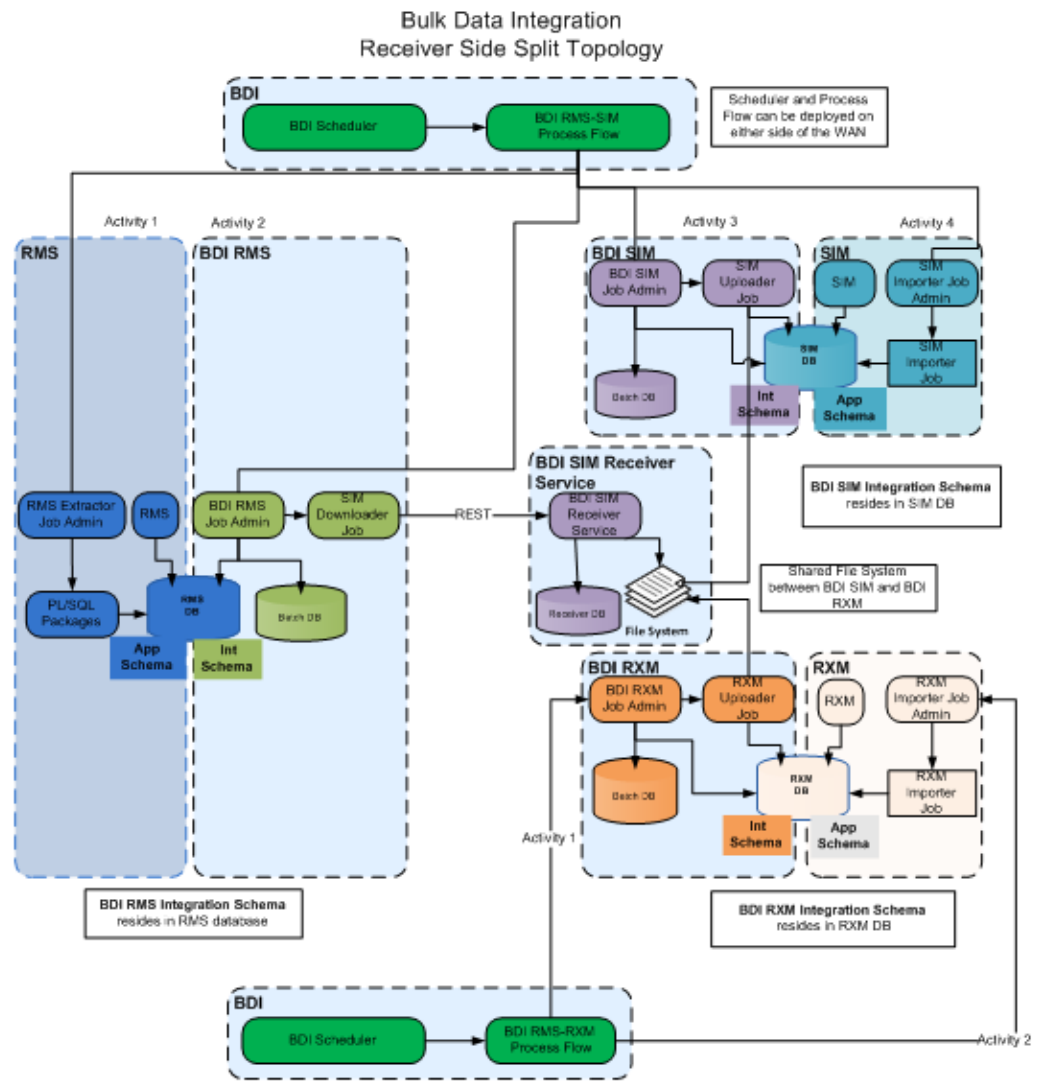 Bulk Data Integration
Receiver Side Split Topology
BDI
BDI Scheduler
BDI RMS-SIM
Process Flow
Scheduler and Process
Flow can be deployed on
either side of the WAN
Activity 1
Activity 2
Activity 3
Activity 4
RMS
BDI RMS
BDI SIM
SIM
BDI SIM
Job Admin
SIM
Uploader
Job
SIM
SIM
Importer Job
Admin
SIM
DB
SIM
Importer
Job
Batch DB
Int
Schema
App
Schema
BDI SIM Receiver
Service
BDI SIM Integration Schema
resides in SIM DB
RMS Extractor
Job Admin
RMS
BDI RMS
Job Admin
SIM
Downloader
Job
REST
BDI SIM
Receiver
Service
Shared File System
between BDI SIM and BDI
RXM
PL/SQL
Packages
RMS
DB
Batch DB
Receiver DB
File System
App
Schema
Int
Schema
BDI RXM
RXM
BDI RXM
Job Admin
RXM
Uploader
Job
RXM
RXM
Importer Job
Admin
Batch DB
RXM
DB
RXM
Importer
Job
Int
Schema
App
Schema
Activity 1
BDI RMS Integration Schema
resides in RMS database
BDI RXM Integration Schema
resides in RXM DB
BDI
BDI Scheduler
BDI RMS-RXM
Process Flow
Activity 2